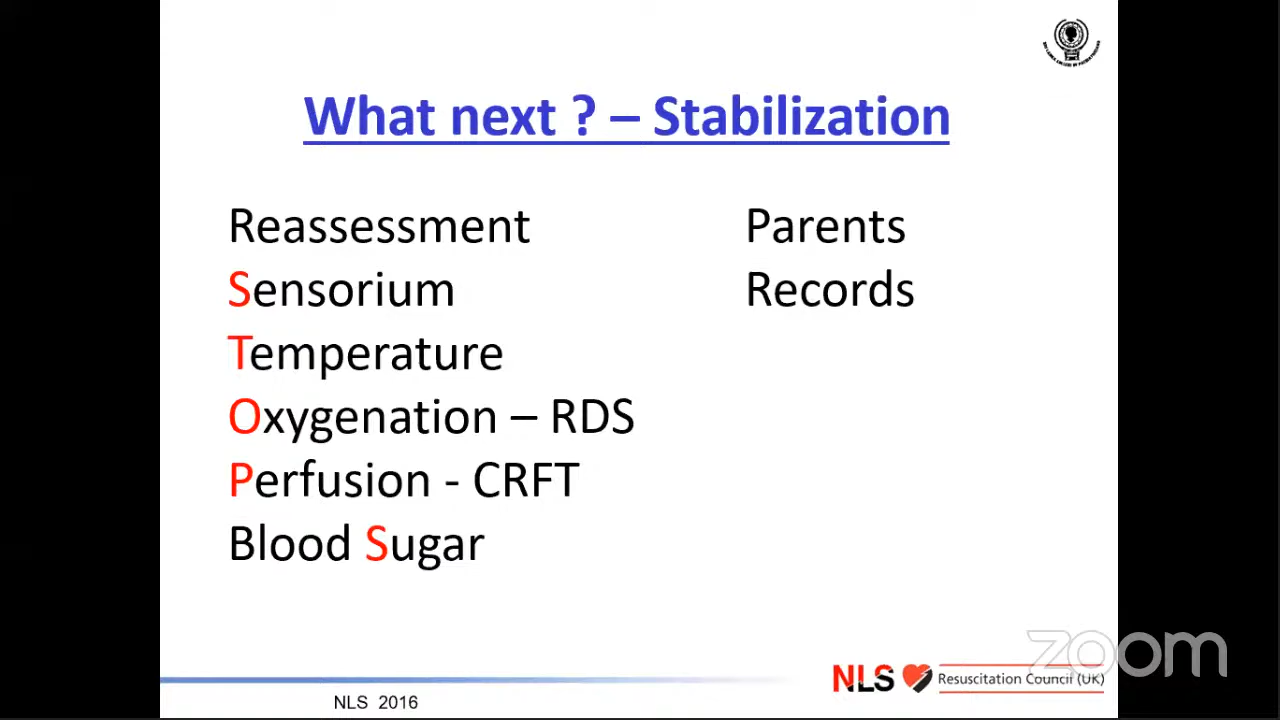 What next ? – Stabilization
Reassessment
Sensorium
Temperature
Oxygenation – RDS
Perfusion - CRFT
Blood Sugar
Parents
Records
zoom
NLS Resuscitation Council (UK)
NLS 2016